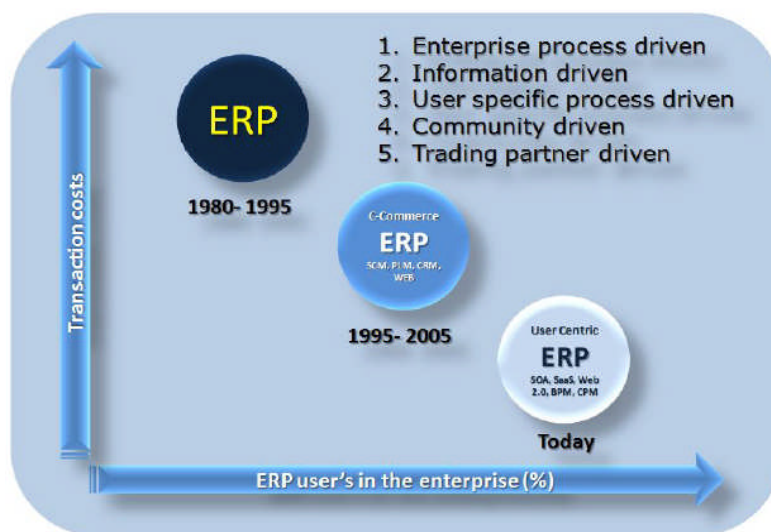 1. Enterprise process driven
2. Information driven
3. User specific process driven
4. Community driven
5. Trading partner driven
ERP
1980- 1995
C-Commerce
ERP
SCM, PLM, CRM,
WEB
1995- 2005
User Centric
ERP
SOA, SaaS, Web
2.0, BPM, CPM
Today
Transaction costs
ERP user's in the enterprise (%)